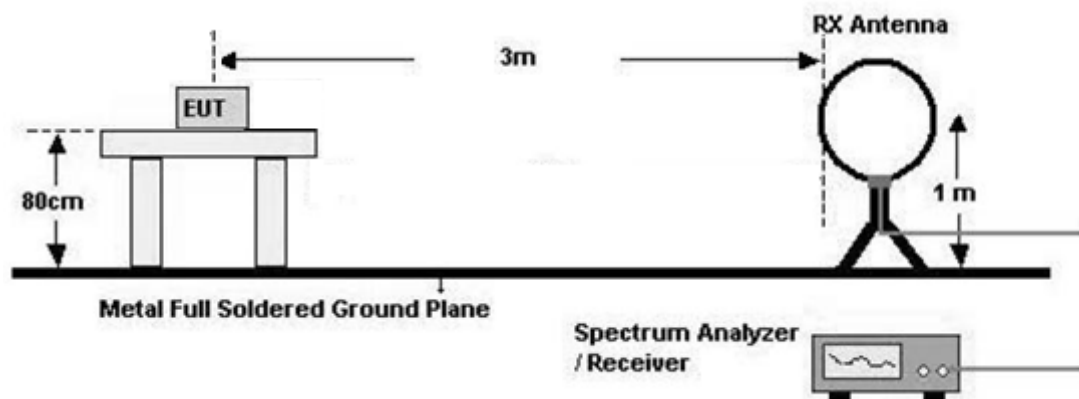 RX Antenna
3m
EUT
80cm
1 m
Metal Full Soldered Ground Plane
Spectrum Analyzer
/ Receiver